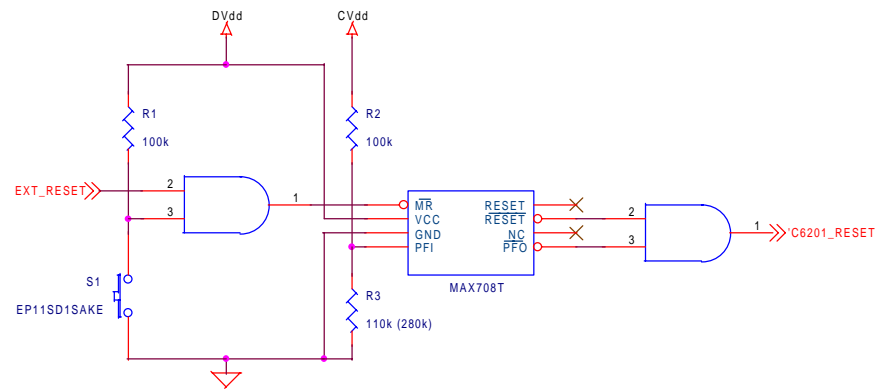 DVdd
CVdd
R1
100k
R2
100k
EXT_RESET
2
3
1
MR
VCC
GND
PFI
RESET
RESET
NC
PFO
MAX708T
2
3
1
'C6201_RESET
S1
EP11SD1SAKE
R3
110k (280k)